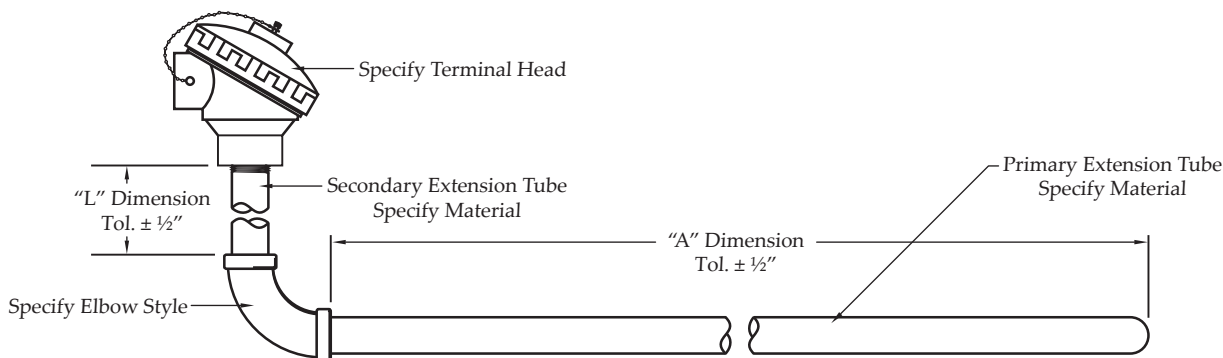 Specify Terminal Head
Primary Extension Tube
Specify Material
Secondary Extension Tube
Specify Material
“L” Dimension
Tol. ± ½”
“A” Dimension
Tol. ± ½”
Specify Elbow Style